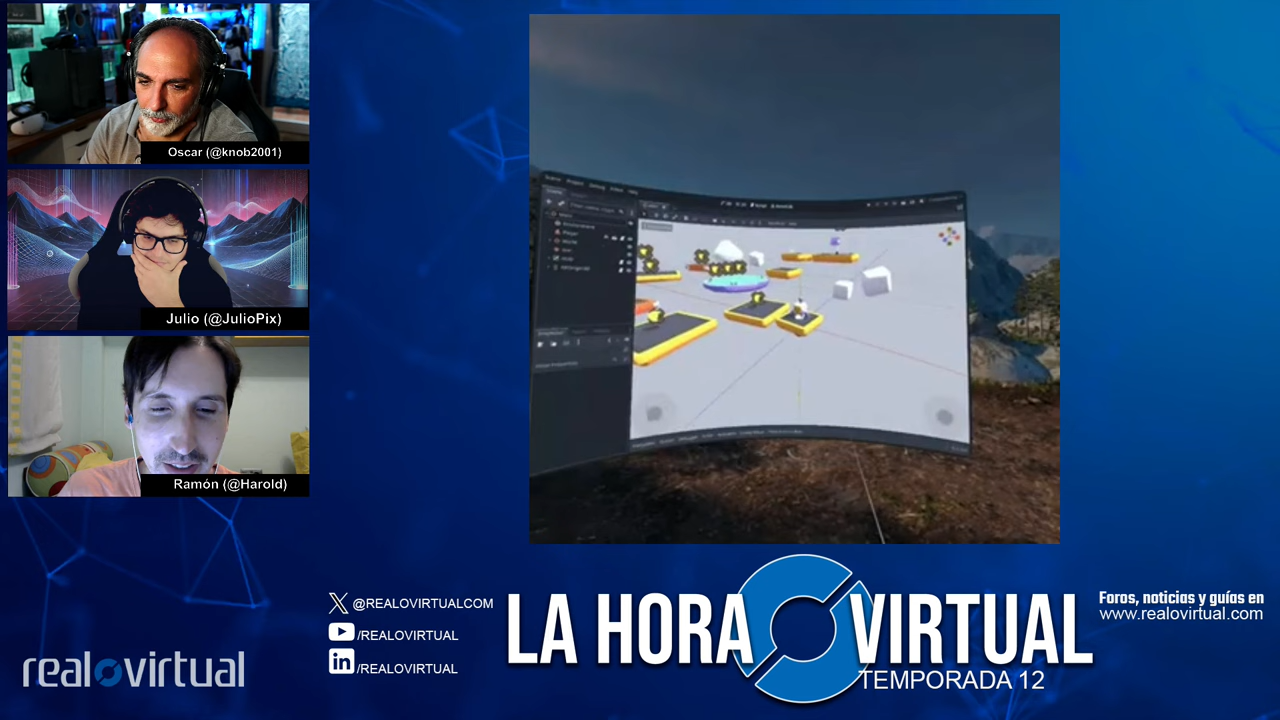 Oscar (@knob2001)
Julio (@JulioPix)
Ramón (@Harold)
realovirtual
@REALOVIRTUALCOM
/REALOVIRTUAL
in /REALOVIRTUAL
LA HORA VIRTUAL
TEMPORADA 12
Foros, noticias y guías en
www.realovirtual.com